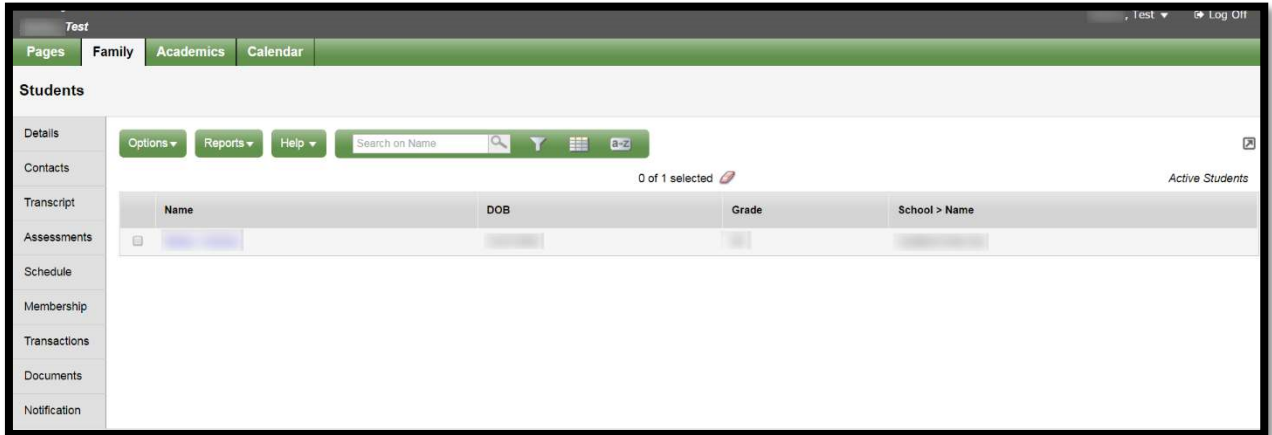 , Test Log Off
Test
Pages Family Academics Calendar
Students
Details
Contacts
Transcript
Assessments
Schedule
Membership
Transactions
Documents
Notification
Options Reports Help Search on Name a-z
0 of 1 selected Active Students
Name DOB Grade School > Name